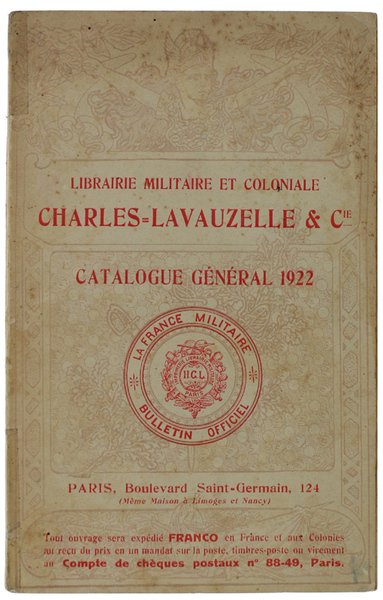 LIBRAIRIE MILITAIRE ET COLONIALE
CHARLES=LAVAUZELLE & CIE
CATALOGUE GÉNÉRAL 1922
LA FRANCE MILITAIRE
H.C.L.
PARIS
BULLETIN OFFICIEL
PARIS, Boulevard Saint-Germain, 124
(Même Maison à Limoges et Nancy)
Tout ouvrage sera expédié FRANCO en France et aux Colonies
au reçu du prix en un mandat sur la poste, timbres-poste ou virement
au Compte de chèques postaux n° 88-49, Paris.